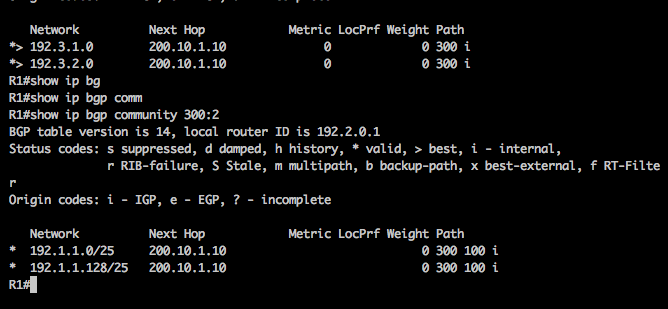 Network Next Hop Metric LocPrf Weight Path
*> 192.3.1.0 200.10.1.10 0 0 300 i
*> 192.3.2.0 200.10.1.10 0 0 300 i
R1#show ip bg
R1#show ip bgp comm
R1#show ip bgp community 300:2
BGP table version is 14, local router ID is 192.2.0.1
Status codes: s suppressed, d damped, h history, * valid, > best, i - internal,
r RIB-failure, S Stale, m multipath, b backup-path, x best-external, f RT-Filte
r
Origin codes: i - IGP, e - EGP, ? - incomplete
Network Next Hop Metric LocPrf Weight Path
* 192.1.1.0/25 200.10.1.10 0 300 100 i
* 192.1.1.128/25 200.10.1.10 0 300 100 i
R1#